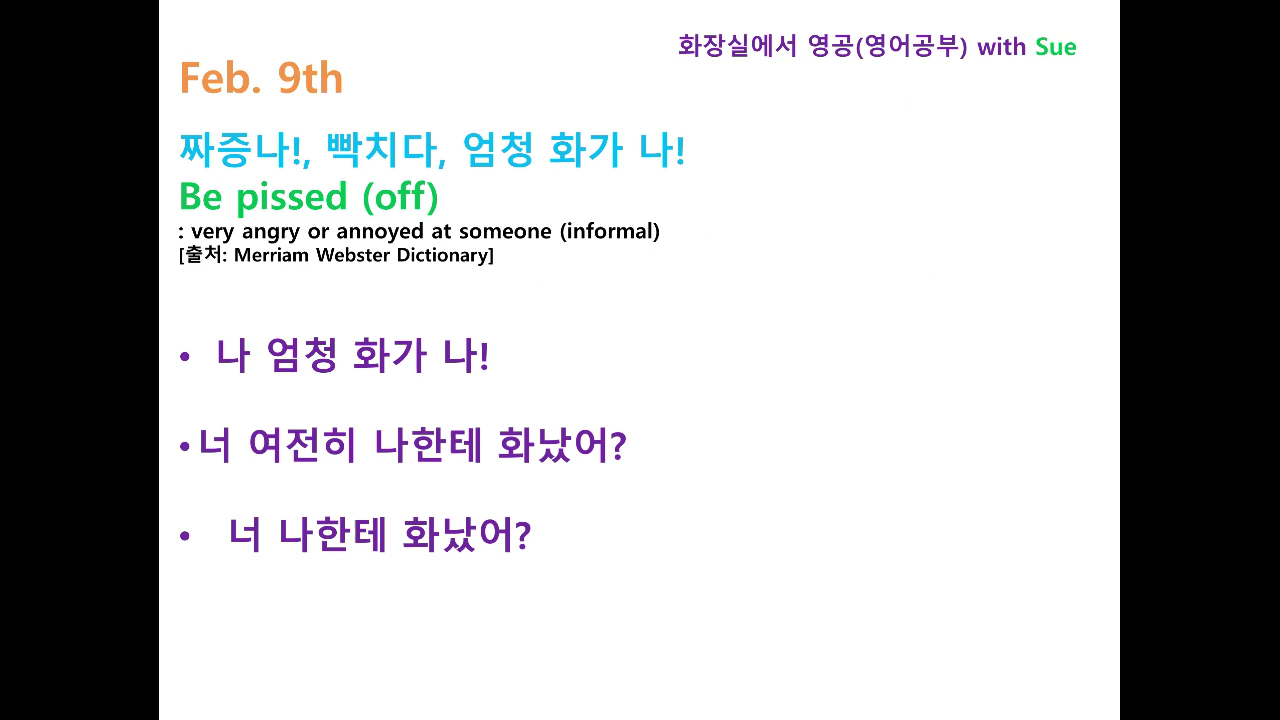 화장실에서 영공(영어공부) with Sue
Feb. 9th
짜증나!, 빡치다, 엄청 화가 나!
Be pissed (off)
: very angry or annoyed at someone (informal)
[출처: Merriam Webster Dictionary]
• 나 엄청 화가 나!
• 너 여전히 나한테 화났어?
• 너 나한테 화났어?